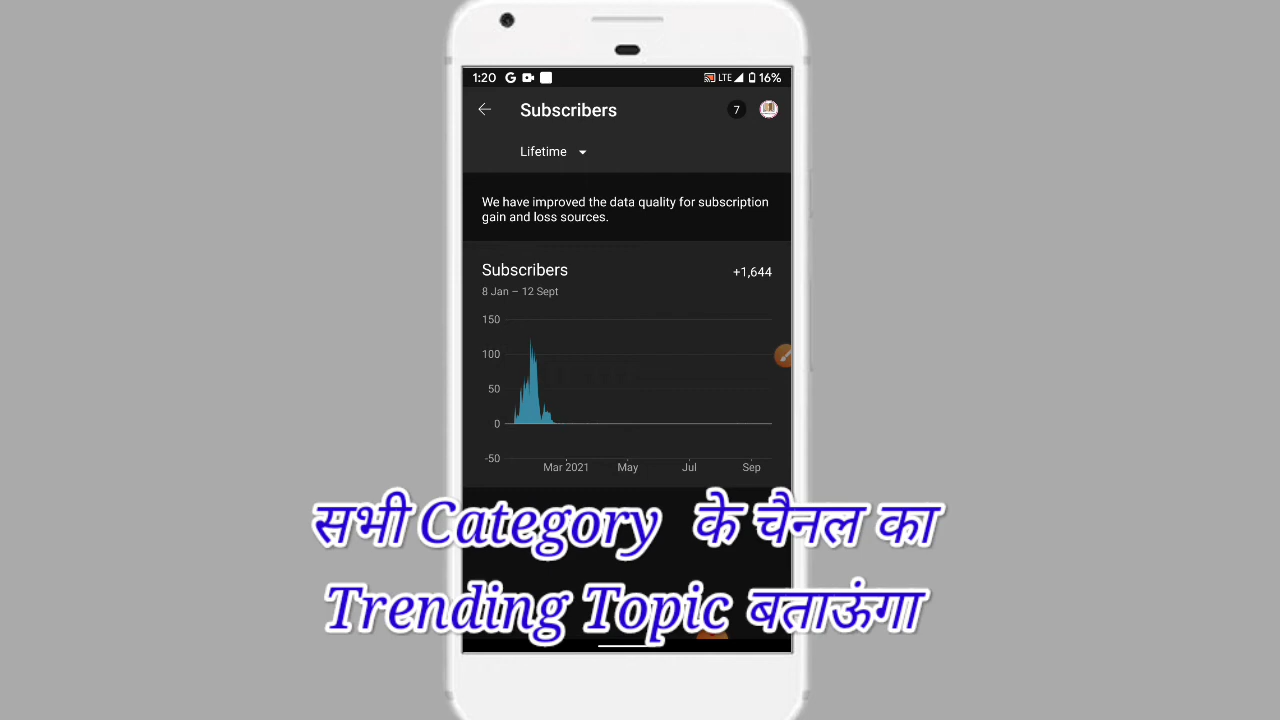 1:20 G LTE 16%
Subscribers 7
Lifetime
We have improved the data quality for subscription
gain and loss sources.
Subscribers +1,644
8 Jan – 12 Sept
150
100
50
0
-50
Mar 2021 May Jul Sep
सभी Category के चैनल का
Trending Topic बताऊंगा